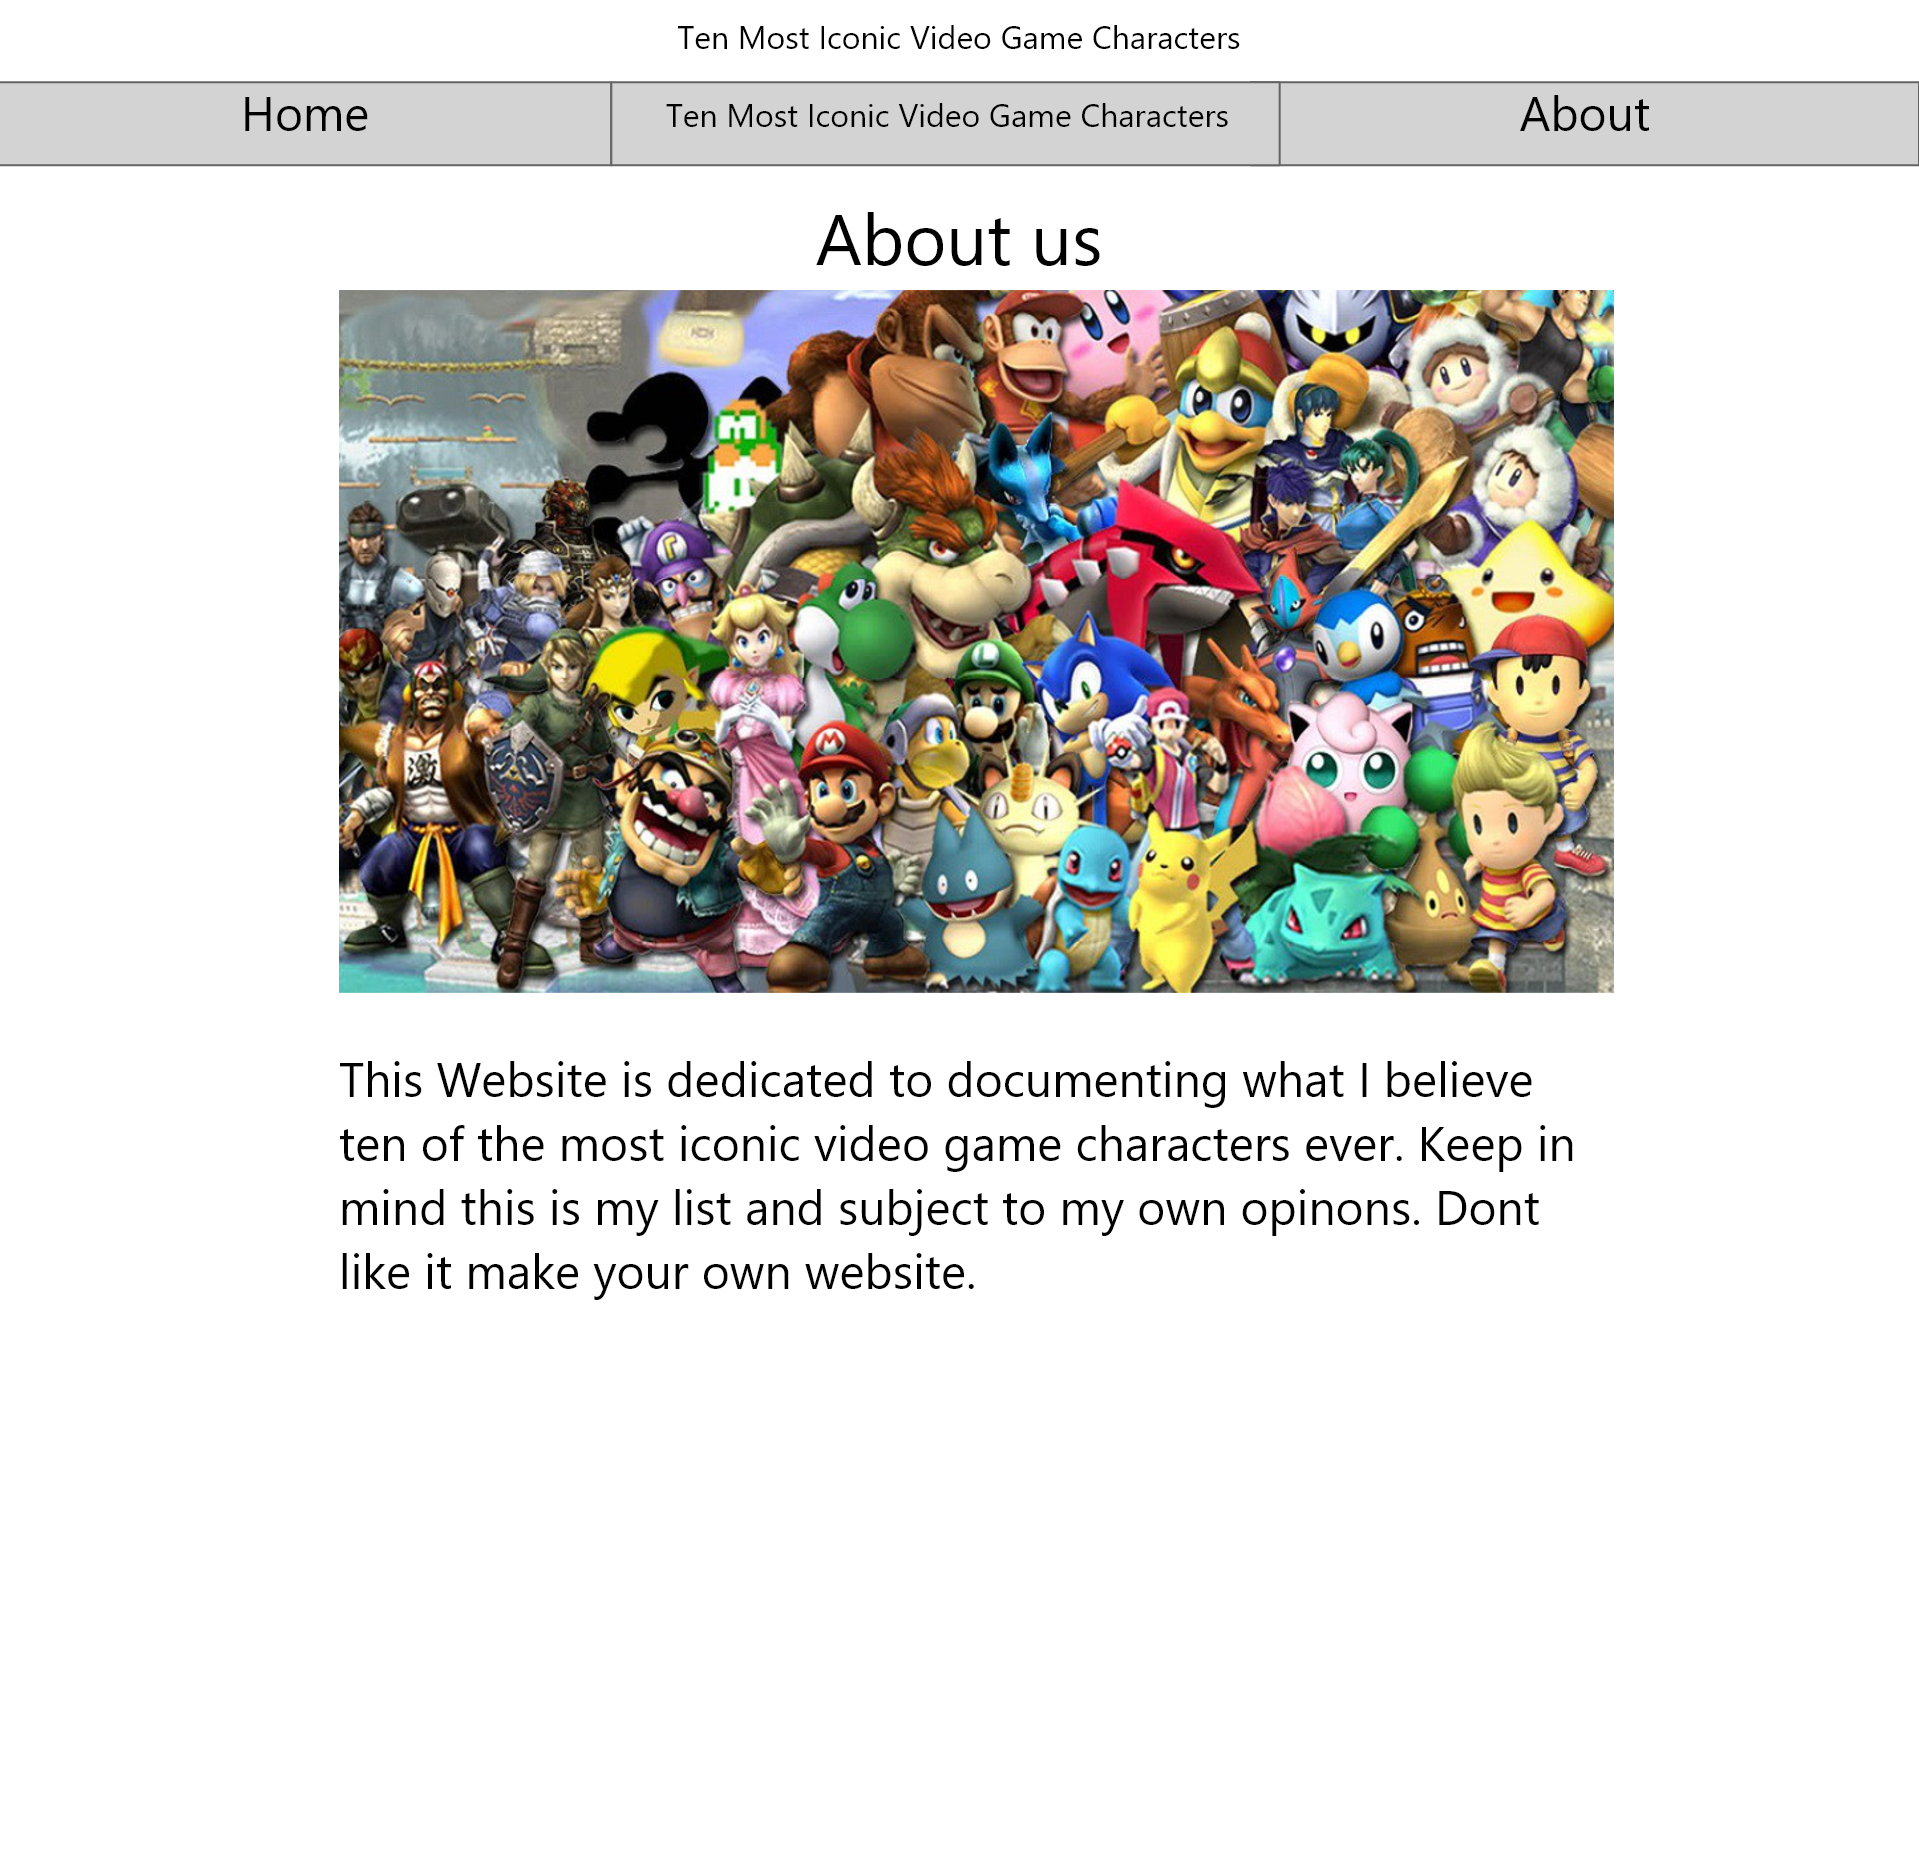 Ten Most Iconic Video Game Characters
Home
Ten Most Iconic Video Game Characters
About
About us
激
M
L
This Website is dedicated to documenting what I believe
ten of the most iconic video game characters ever. Keep in
mind this is my list and subject to my own opinons. Dont
like it make your own website.